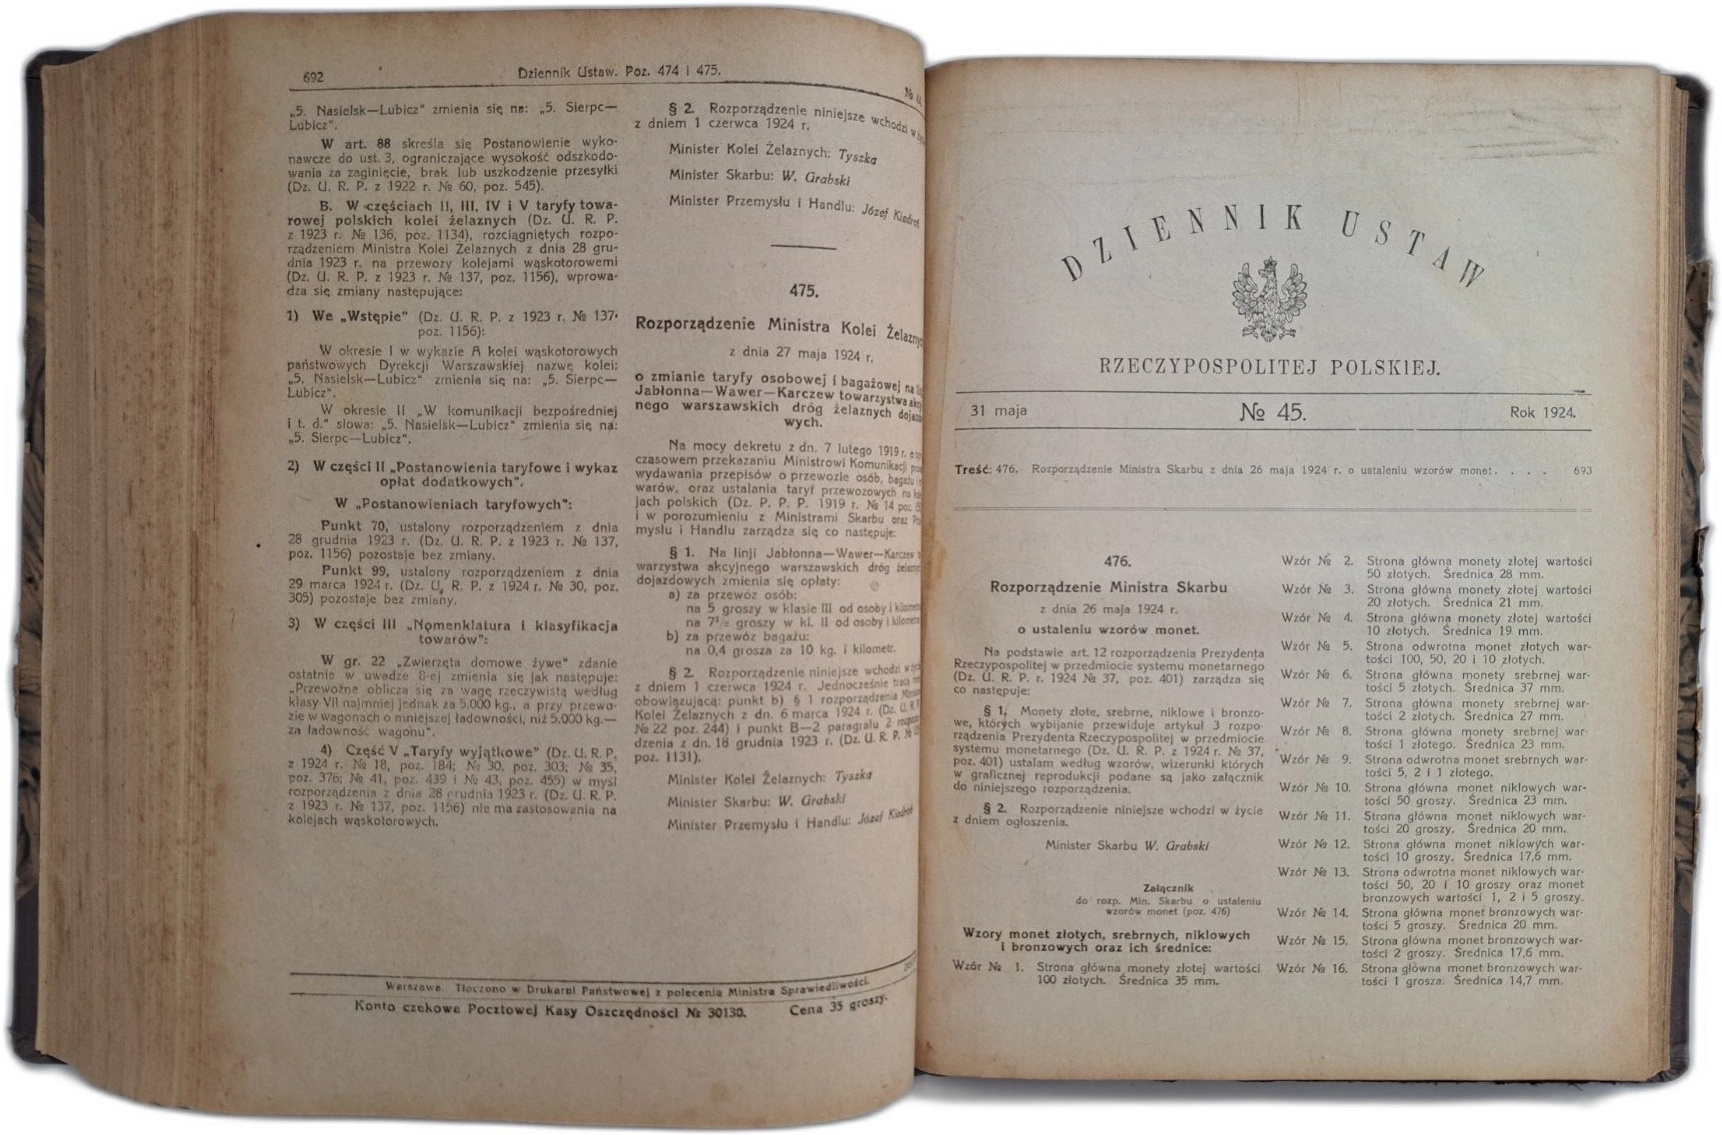 692
Dziennik Ustaw. Poz. 474 i 475.
№
„5. Nasielsk—Lubicz" zmienia się na: „5. Sierpc—
Lubicz".
W art. 88 skreśla się Postanowienie wyko-
nawcze do ust. 3, ograniczające wysokość odszkodo-
wania za zaginięcie, brak lub uszkodzenie przesyłki
(Dz. U. R. P. z 1922 r. № 60, poz. 545).
B. W częściach II, III, IV i V taryfy towa-
rowej polskich kolei żelaznych (Dz. U. R. P.
z 1923 r. № 136, poz. 1134), rozciągniętych rozpo-
rządzeniem Ministra Kolei Żelaznych z dnia 28 gru-
dnia 1923 r. na przewozy kolejami wąskotorowemi
(Dz. U. R. P. z 1923 r. № 137, poz. 1156), wprowa-
dza się zmiany następujące:
1) We „Wstępie" (Dz. U. R. P. z 1923 r. № 137,
poz. 1156):
W okresie I w wykazie A kolei wąskotorowych
państwowych Dyrekcji Warszawskiej nazwę kolei:
„5. Nasielsk—Lubicz" zmienia się na: „5. Sierpc—
Lubicz".
W okresie II „W komunikacji bezpośredniej
i t. d." słowa: „5. Nasielsk—Lubicz" zmienia się na:
„5. Sierpc—Lubicz".
2) W części II „Postanowienia taryfowe i wykaz
opłat dodatkowych".
W „Postanowieniach taryfowych":
Punkt 70, ustalony rozporządzeniem z dnia
28 grudnia 1923 r. (Dz. U. R. P. z 1923 r. № 137,
poz. 1156) pozostaje bez zmiany.
Punkt 99, ustalony rozporządzeniem z dnia
29 marca 1924 r. (Dz. U. R. P. z 1924 r. № 30, poz.
305) pozostaje bez zmiany.
3) W części III „Nomenklatura i klasyfikacja
towarów":
W gr. 22 „Zwierzęta domowe żywe" zdanie
ostatnie w uwadze 8-ej zmienia się jak następuje:
„Przewoźne oblicza się za wagę rzeczywistą według
klasy VII najmniej jednak za 5.000 kg., a przy przewo-
zie w wagonach o mniejszej ładowności, niż 5.000 kg.—
za ładowność wagonu".
4) Część V „Taryfy wyjątkowe" (Dz. U. R. P.
z 1924 r. № 18, poz. 184; № 30, poz. 303; № 35,
poz. 376; № 41, poz. 439 i № 43, poz. 455) w myśl
rozporządzenia z dnia 28 grudnia 1923 r. (Dz. U. R. P.
z 1923 r. № 137, poz. 1156) nie ma zastosowania na
kolejach wąskotorowych.
§ 2. Rozporządzenie niniejsze wchodzi w
z dniem 1 czerwca 1924 r.
Minister Kolei Żelaznych: Tyszka
Minister Skarbu: W. Grabski
Minister Przemysłu i Handlu: Józef Kiedroń
475.
Rozporządzenie Ministra Kolei Żelaznych
z dnia 27 maja 1924 r.
o zmianie taryfy osobowej i bagażowej na
Jabłonna—Wawer—Karczew towarzystwa akcyj-
nego warszawskich dróg żelaznych dojazdo-
wych.
Na mocy dekretu z dn. 7 lutego 1919 r. o tym-
czasowem przekazaniu Ministrowi Komunikacji
wydawania przepisów o przewozie osób, bagażu i
warów, oraz ustalania taryf przewozowych na
jach polskich (Dz. P. P. P. 1919 r. № 14 poz.
i w porozumieniu z Ministrami Skarbu oraz
mysłu i Handlu zarządza się co następuje:
§ 1. Na linji Jabłonna—Wawer—Karczew
warzystwa akcyjnego warszawskich dróg żelaznych
dojazdowych zmienia się opłaty:
a) za przewóz osób:
na 5 groszy w klasie III od osoby i kilometra
na 7½ groszy w kl. II od osoby i kilometra
b) za przewóz bagażu:
na 0,4 grosza za 10 kg. i kilometr.
§ 2. Rozporządzenie niniejsze wchodzi w
z dniem 1 czerwca 1924 r. Jednocześnie traca
obowiązującą: punkt b) § 1 rozporządzenia Ministra
Kolei Żelaznych z dn. 6 marca 1924 r. (Dz. U. R. P.
№ 22 poz. 244) i punkt B—2 paragrafu 2
dzenia z dn. 18 grudnia 1923 r. (Dz. U. R. P. №
poz. 1131).
Minister Kolei Żelaznych: Tyszka
Minister Skarbu: W. Grabski
Minister Przemysłu i Handlu: Józef Kiedroń
Warszawa. Tłoczono w Drukarni Państwowej z polecenia Ministra Sprawiedliwości.
Konto czekowe Pocztowej Kasy Oszczędności № 30130. Cena 35 groszy.
DZIENNIK USTAW
RZECZYPOSPOLITEJ POLSKIEJ.
31 maja № 45. Rok 1924.
Treść: 476. Rozporządzenie Ministra Skarbu z dnia 26 maja 1924 r. o ustaleniu wzorów monet . . . . 693
476.
Rozporządzenie Ministra Skarbu
z dnia 26 maja 1924 r.
o ustaleniu wzorów monet.
Na podstawie art. 12 rozporządzenia Prezydenta
Rzeczypospolitej w przedmiocie systemu monetarnego
(Dz. U. R. P. r. 1924 № 37, poz. 401) zarządza się
co następuje:
§ 1. Monety złote, srebrne, niklowe i bronzo-
we, których wybijanie przewiduje artykuł 3 rozpo-
rządzenia Prezydenta Rzeczypospolitej w przedmiocie
systemu monetarnego (Dz. U. R. P. z 1924 r. № 37,
poz. 401) ustalam według wzorów, wizerunki których
w graficznej reprodukcji podane są jako załącznik
do niniejszego rozporządzenia.
§ 2. Rozporządzenie niniejsze wchodzi w życie
z dniem ogłoszenia.
Minister Skarbu W. Grabski
Załącznik
do rozp. Min. Skarbu o ustaleniu
wzorów monet (poz. 476)
Wzory monet złotych, srebrnych, niklowych
i bronzowych oraz ich średnice:
Wzór № 1. Strona główna monety złotej wartości
100 złotych. Średnica 35 mm.
Wzór № 2. Strona główna monety złotej wartości
50 złotych. Średnica 28 mm.
Wzór № 3. Strona główna monety złotej wartości
20 złotych. Średnica 21 mm.
Wzór № 4. Strona główna monety złotej wartości
10 złotych. Średnica 19 mm.
Wzór № 5. Strona odwrotna monet złotych war-
tości 100, 50, 20 i 10 złotych.
Wzór № 6. Strona główna monety srebrnej war-
tości 5 złotych. Średnica 37 mm.
Wzór № 7. Strona główna monety srebrnej war-
tości 2 złotych. Średnica 27 mm.
Wzór № 8. Strona główna monety srebrnej war-
tości 1 złotego. Średnica 23 mm.
Wzór № 9. Strona odwrotna monet srebrnych war-
tości 5, 2 i 1 złotego.
Wzór № 10. Strona główna monet niklowych war-
tości 50 groszy. Średnica 23 mm.
Wzór № 11. Strona główna monet niklowych war-
tości 20 groszy. Średnica 20 mm.
Wzór № 12. Strona główna monet niklowych war-
tości 10 groszy. Średnica 17,6 mm.
Wzór № 13. Strona odwrotna monet niklowych war-
tości 50, 20 i 10 groszy oraz monet
bronzowych wartości 1, 2 i 5 groszy.
Wzór № 14. Strona główna monet bronzowych war-
tości 5 groszy. Średnica 20 mm.
Wzór № 15. Strona główna monet bronzowych war-
tości 2 groszy. Średnica 17,6 mm.
Wzór № 16. Strona główna monet bronzowych war-
tości 1 grosza. Średnica 14,7 mm.